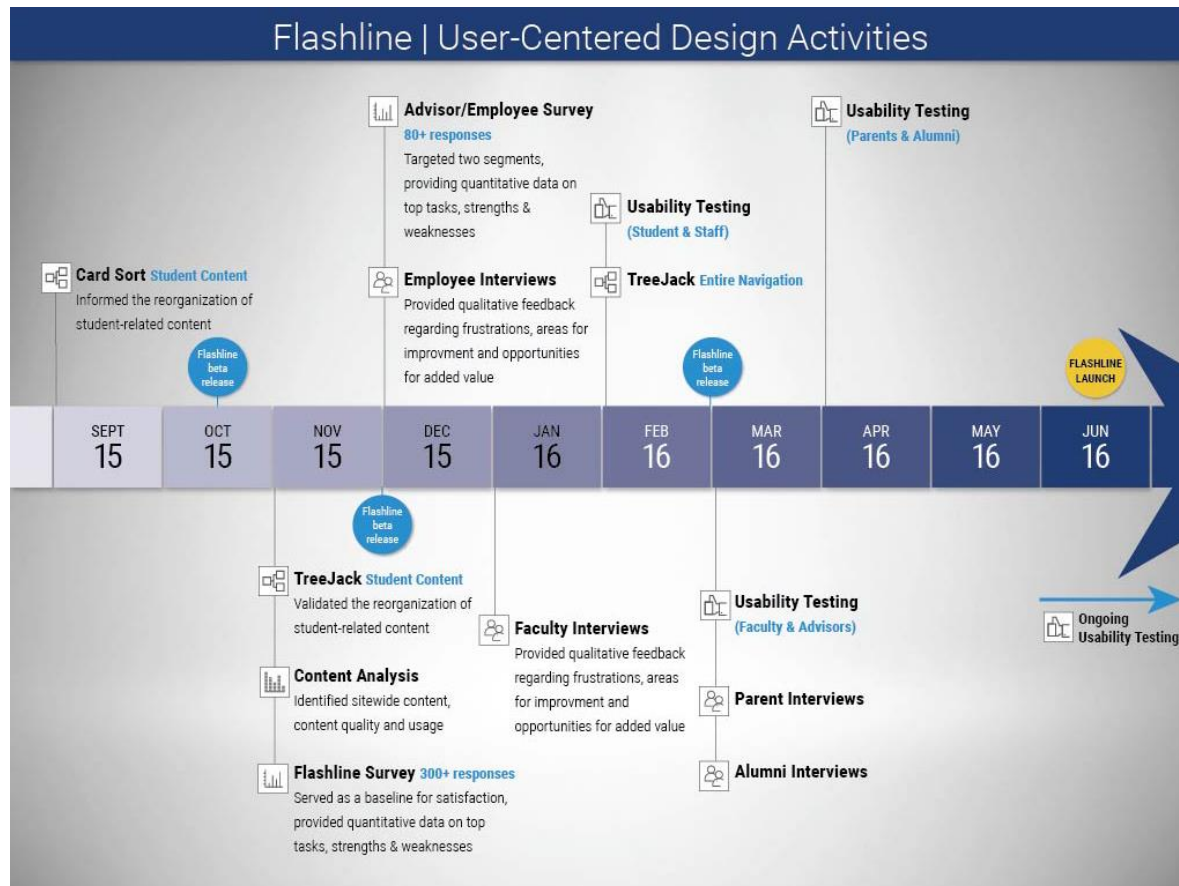 Flashline | User-Centered Design Activities
Advisor/Employee Survey
80+ responses
Targeted two segments,
providing quantitative data on
top tasks, strengths &
weaknesses
Usability Testing
(Parents & Alumni)
Usability Testing
(Student & Staff)
Card Sort Student Content
Informed the reorganization of
student-related content
Employee Interviews
Provided qualitative feedback
regarding frustrations, areas for
improvment and opportunities
for added value
TreeJack Entire Navigation
Flashline
beta
release
Flashline
beta
release
FLASHLINE
LAUNCH
SEPT
15
OCT
15
NOV
15
DEC
15
JAN
16
FEB
16
MAR
16
APR
16
MAY
16
JUN
16
Flashline
beta
release
TreeJack Student Content
Validated the reorganization of
student-related content
Content Analysis
Identified sitewide content,
content quality and usage
Flashline Survey 300+ responses
Served as a baseline for satisfaction,
provided quantitative data on top
tasks, strengths & weaknesses
Faculty Interviews
Provided qualitative feedback
regarding frustrations, areas
for improvment and
opportunities for added value
Usability Testing
(Faculty & Advisors)
Parent Interviews
Alumni Interviews
Ongoing
Usability Testing